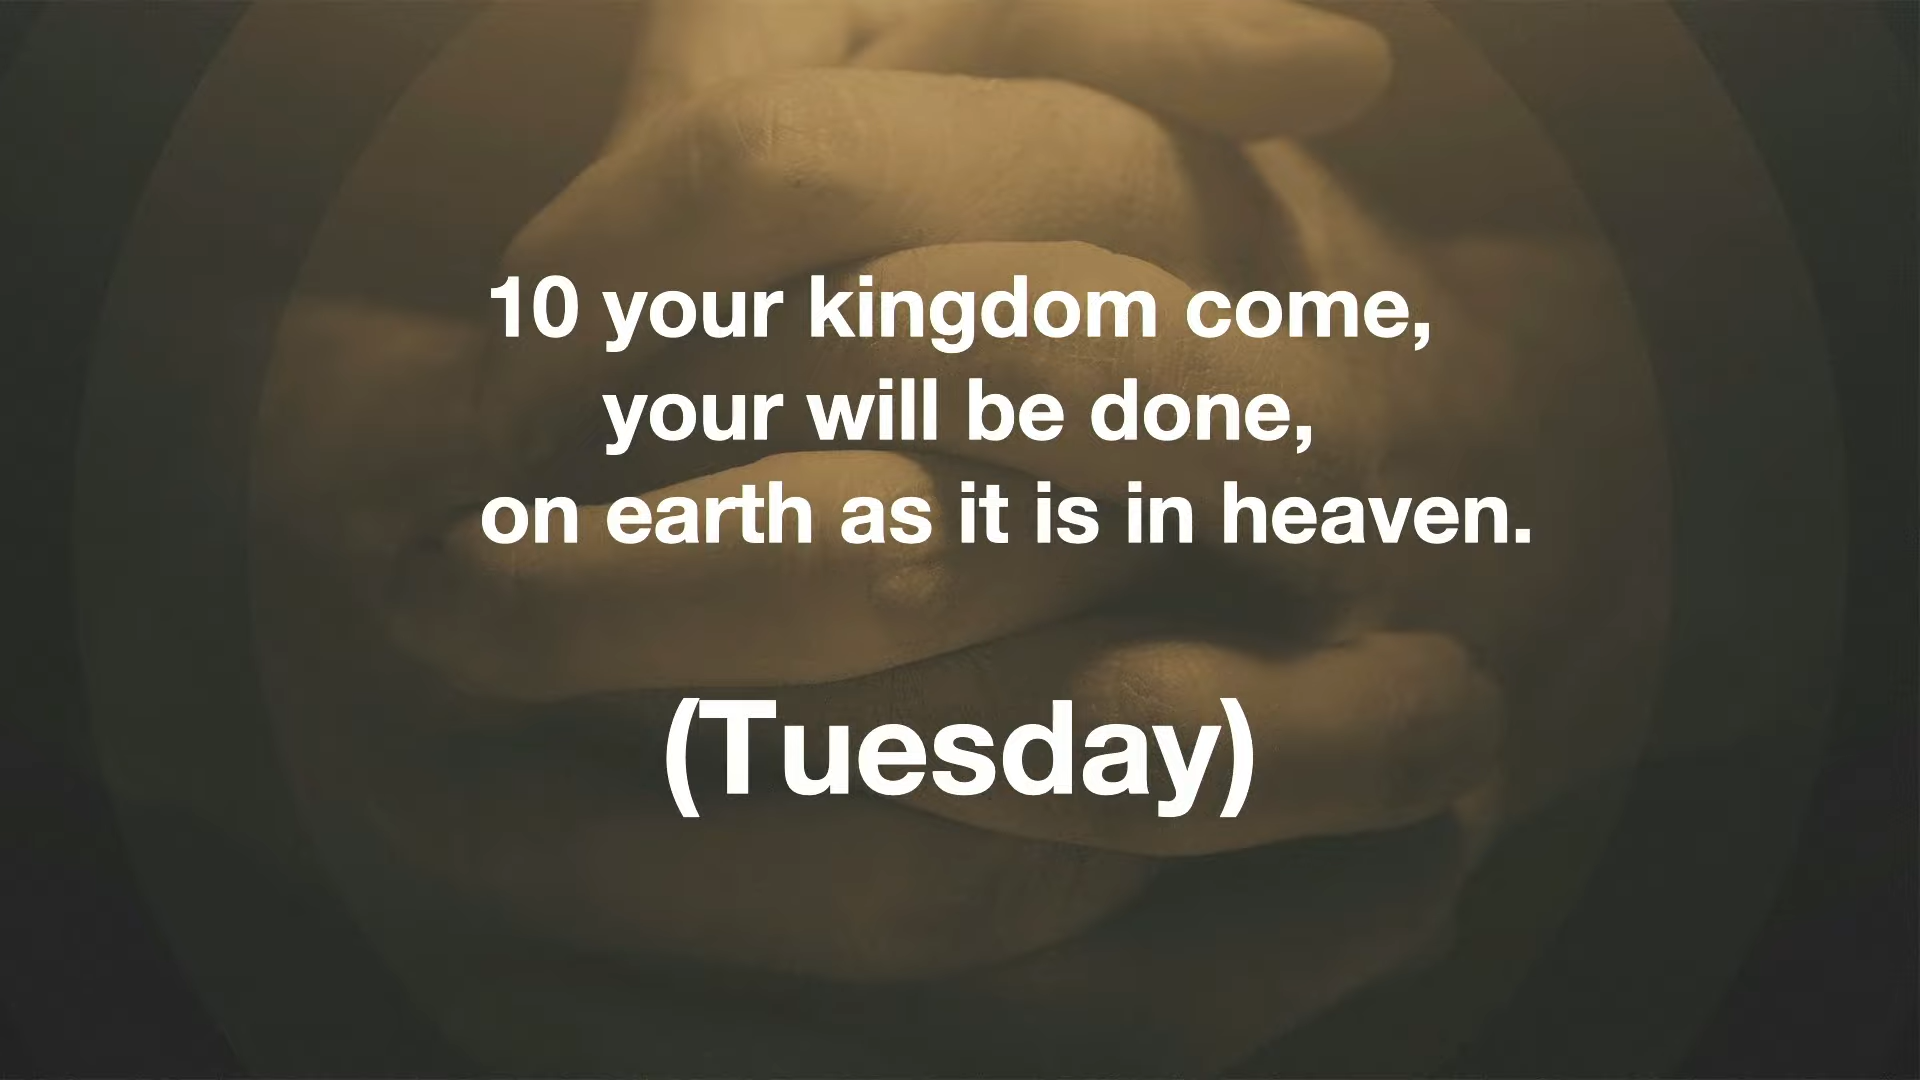 10 your kingdom come,
your will be done,
on earth as it is in heaven.
(Tuesday)